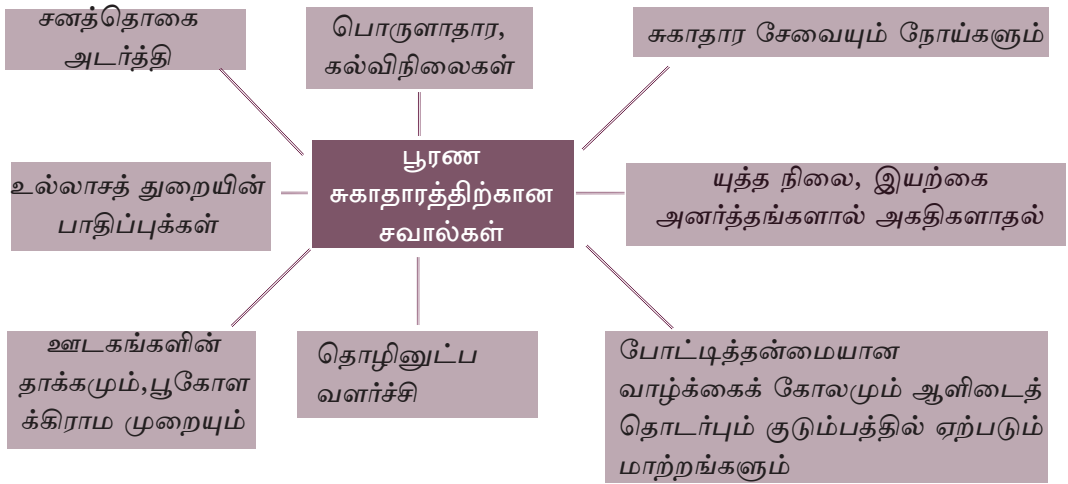 சனத்தொகை
அடர்த்தி
பொருளாதார,
கல்விநிலைகள்
சுகாதார சேவையும் நோய்களும்
உல்லாசத் துறையின்
பாதிப்புக்கள்
பூரண
சுகாதாரத்திற்கான
சவால்கள்
யுத்த நிலை, இயற்கை
அனர்த்தங்களால் அகதிகளாதல்
ஊடகங்களின்
தாக்கமும்,பூகோள
க்கிராம முறையும்
தொழினுட்ப
வளர்ச்சி
போட்டித்தன்மையான
வாழ்க்கைக் கோலமும் ஆளிடைத்
தொடர்பும் குடும்பத்தில் ஏற்படும்
மாற்றங்களும்